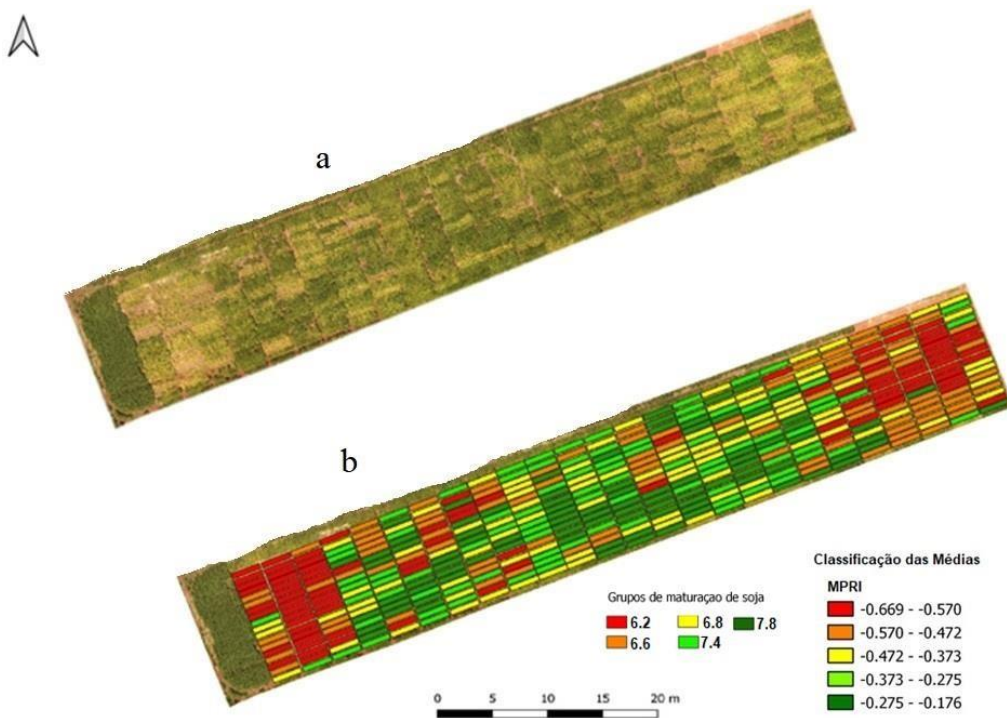 a
b
Classificação das Médias
MPRI
-0.669 - -0.570
-0.570 - -0.472
-0.472 - -0.373
-0.373 - -0.275
-0.275 - -0.176
Grupos de maturaçao de soja
6.2 6.8 7.8
6.6 7.4
0 5 10 15 20 m